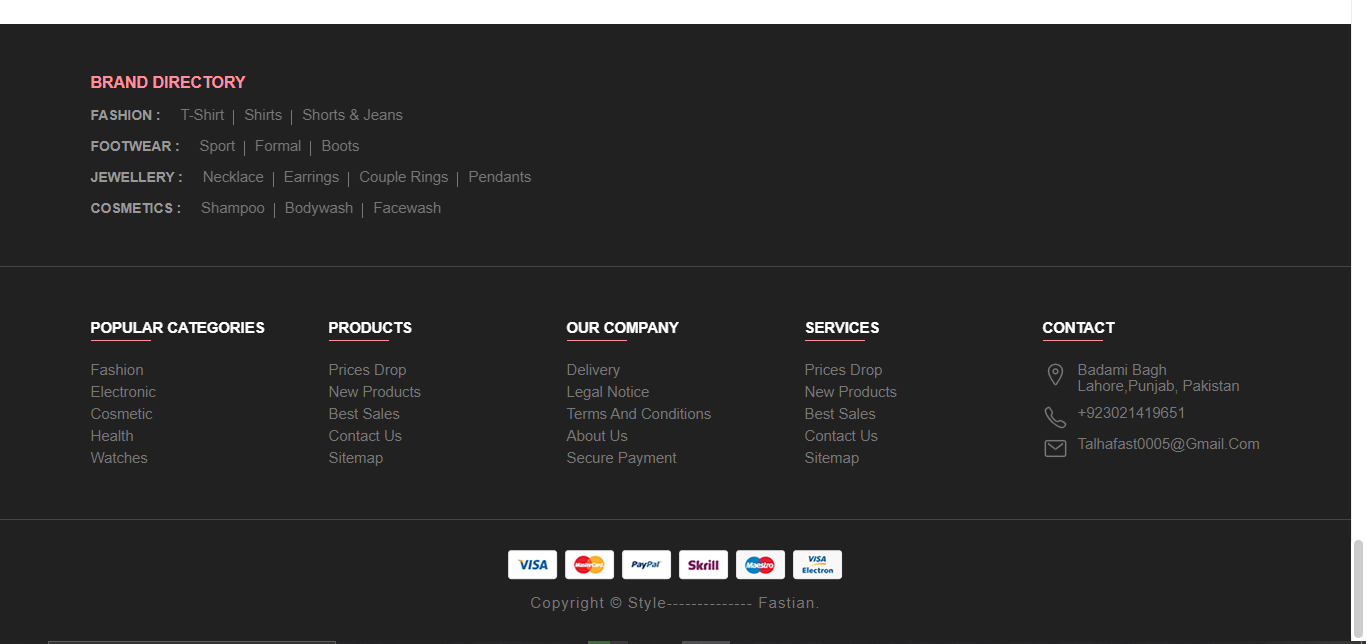 BRAND DIRECTORY
FASHION : T-Shirt | Shirts | Shorts & Jeans
FOOTWEAR : Sport | Formal | Boots
JEWELLERY : Necklace | Earrings | Couple Rings | Pendants
COSMETICS : Shampoo | Bodywash | Facewash
POPULAR CATEGORIES
Fashion
Electronic
Cosmetic
Health
Watches
PRODUCTS
Prices Drop
New Products
Best Sales
Contact Us
Sitemap
OUR COMPANY
Delivery
Legal Notice
Terms And Conditions
About Us
Secure Payment
SERVICES
Prices Drop
New Products
Best Sales
Contact Us
Sitemap
CONTACT
Badami Bagh
Lahore,Punjab, Pakistan
+923021419651
Talhafast0005@Gmail.Com
VISA
MasterCard
PayPal
Skrill
Maestro
VISA
Electron
Copyright © Style-------------- Fastian.